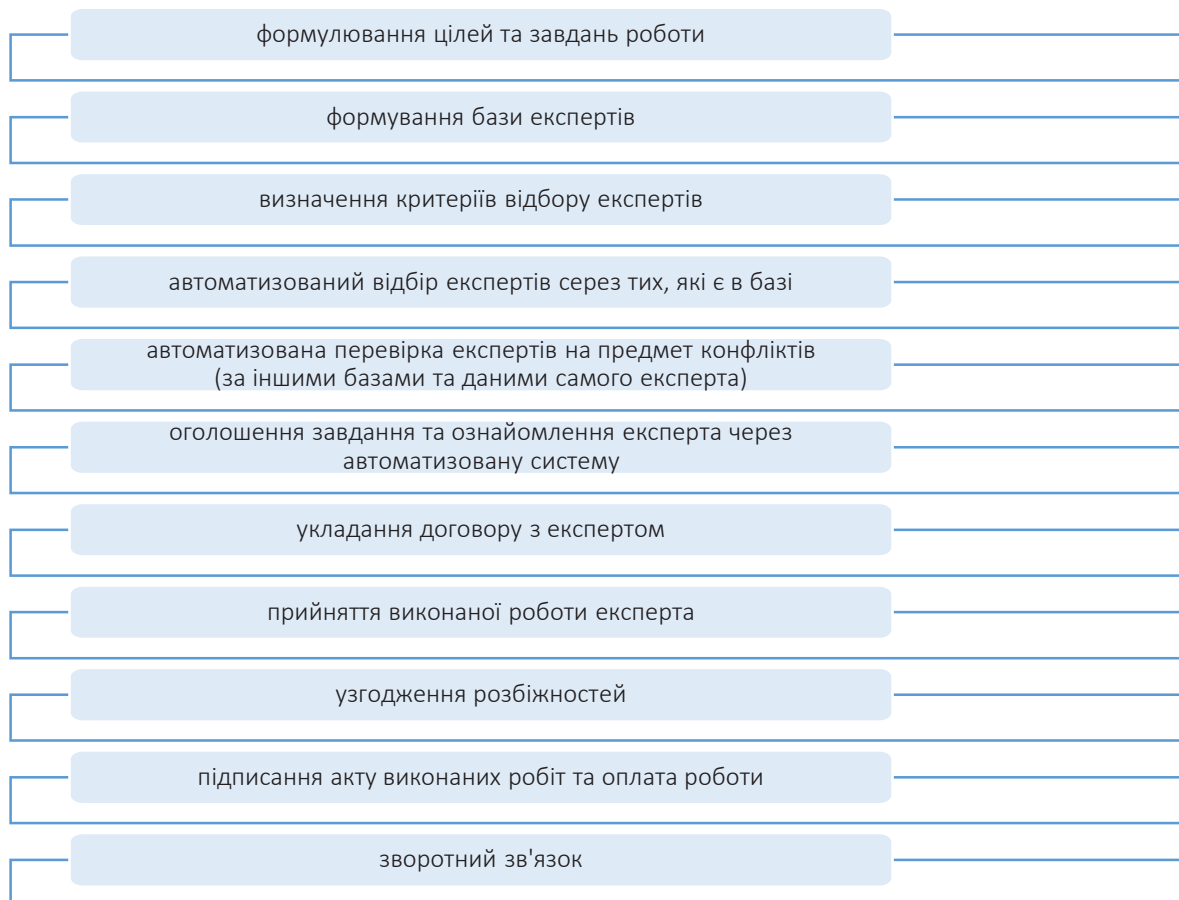 формулювання цілей та завдань роботи
формування бази експертів
визначення критеріїв відбору експертів
автоматизований відбір експертів серез тих, які є в базі
автоматизована перевірка експертів на предмет конфліктів
(за іншими базами та даними самого експерта)
оголошення завдання та ознайомлення експерта через
автоматизовану систему
укладання договору з експертом
прийняття виконаної роботи експерта
узгодження розбіжностей
підписання акту виконаних робіт та оплата роботи
зворотний зв'язок